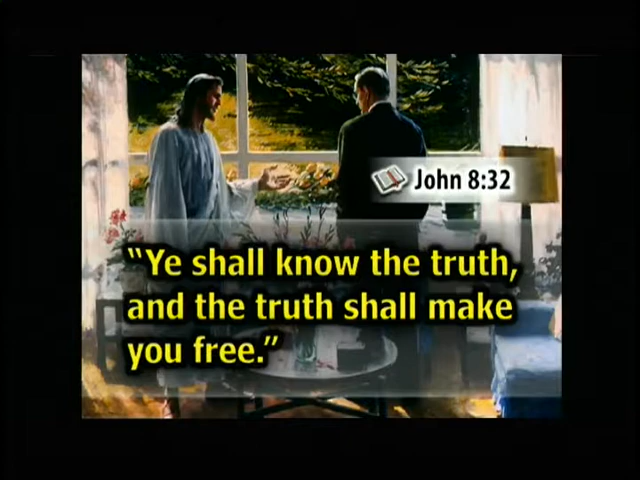 John 8:32
“Ye shall know the truth,
and the truth shall make
you free.”